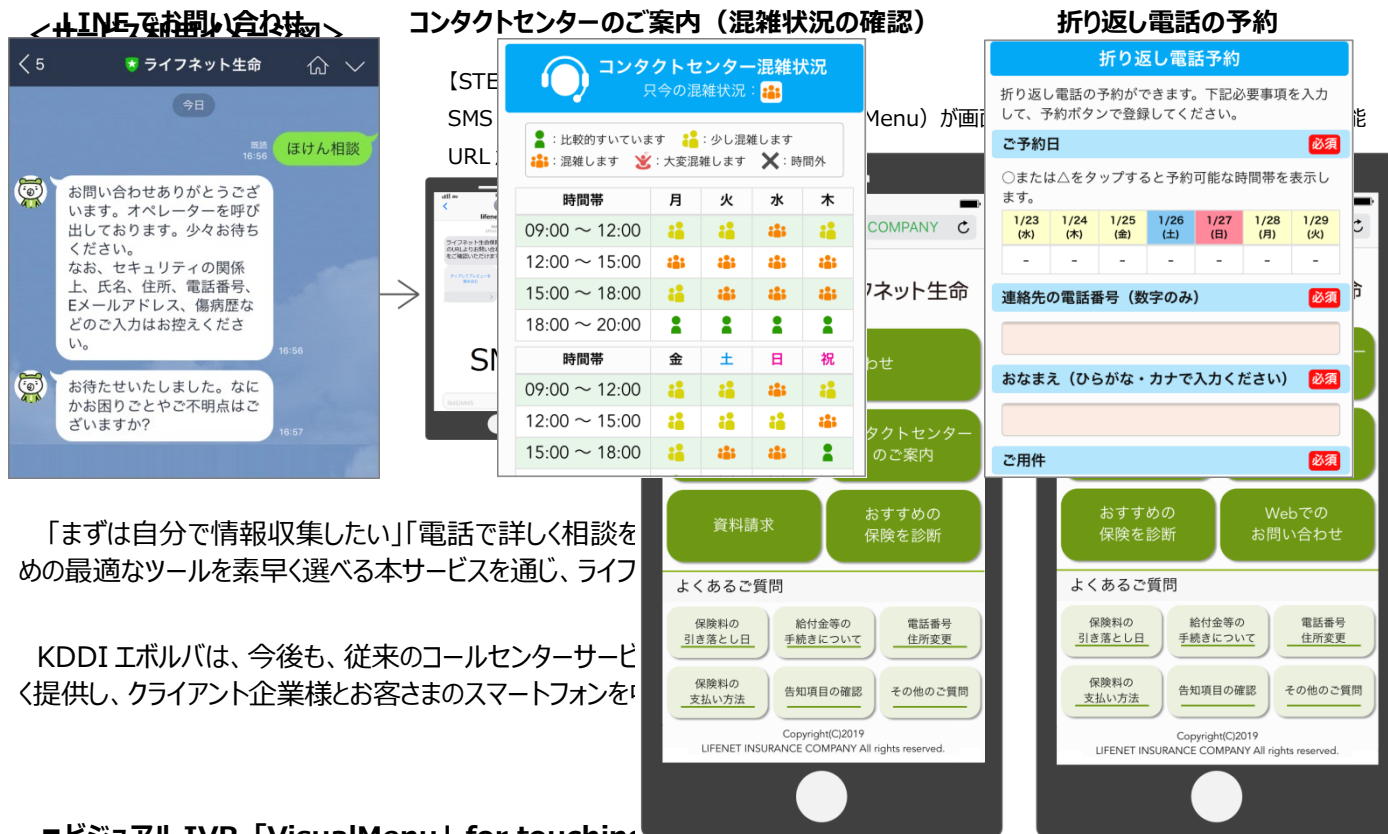 LINEでお問い合わせ
<サービス利用イメージ図>
コンタクトセンターのご案内（混雑状況の確認）
折り返し電話の予約
5
ライフネット生命
今日
既読
16:56
ほけん相談
お問い合わせありがとうござ
います。オペレーターを呼び
出しております。少々お待ち
ください。
なお、セキュリティの関係
上、氏名、住所、電話番号、
Eメールアドレス、傷病歴な
どのご入力はお控えくださ
い。
16:56
お待たせいたしました。なに
かお困りごとやご不明点はご
ざいますか?
16:57
【STE
SMS
URL
Menu）が画面
能
コンタクトセンター混雑状況
只今の混雑状況：
：比較的すいています ：少し混雑します
：混雑します ：大変混雑します ：時間外
時間帯 月 火 水 木
09:00 ～ 12:00
12:00 ～ 15:00
15:00 ～ 18:00
18:00 ～ 20:00
時間帯 金 土 日 祝
09:00 ～ 12:00
12:00 ～ 15:00
15:00 ～ 18:00
折り返し電話予約
折り返し電話の予約ができます。下記必要事項を入力
して、予約ボタンで登録してください。
ご予約日 必須
○または△をタップすると予約可能な時間帯を表示し
ます。
1/23 1/24 1/25 1/26 1/27 1/28 1/29
(水) (木) (金) (土) (日) (月) (火)
- - - - - - -
連絡先の電話番号（数字のみ） 必須
おなまえ（ひらがな・カナで入力ください） 必須
ご用件 必須
SM
COMPANY
フネット生命
わせ
タクトセンター
のご案内
資料請求
おすすめの
保険を診断
よくあるご質問
保険料の
引き落とし日
給付金等の
手続きについて
電話番号
住所変更
保険料の
支払い方法
告知項目の確認
その他のご質問
Copyright(C)2019
LIFENET INSURANCE COMPANY All rights reserved.
命
おすすめの
保険を診断
Webでの
お問い合わせ
よくあるご質問
保険料の
引き落とし日
給付金等の
手続きについて
電話番号
住所変更
保険料の
支払い方法
告知項目の確認
その他のご質問
Copyright(C)2019
LIFENET INSURANCE COMPANY All rights reserved.
「まずは自分で情報収集したい」「電話で詳しく相談を
めの最適なツールを素早く選べる本サービスを通じ、ライフ
KDDI エボルバは、今後も、従来のコールセンターサービ
く提供し、クライアント企業様とお客さまのスマートフォンを
■ビジュアル IVR 「VisualMenu」 for touching